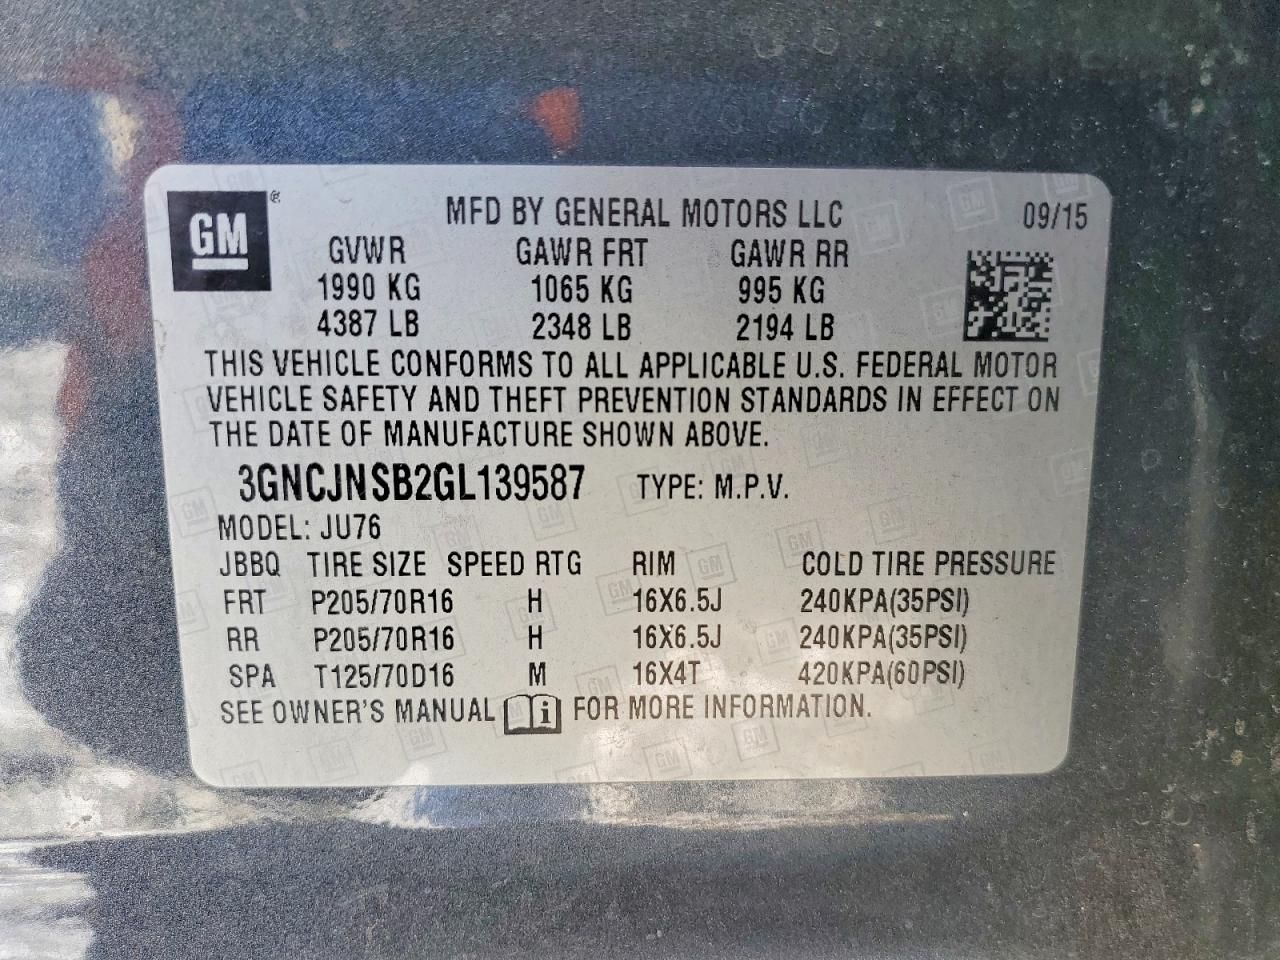 GM ®
MFD BY GENERAL MOTORS LLC 09/15
GVWR GAWR FRT GAWR RR
1990 KG 1065 KG 995 KG
4387 LB 2348 LB 2194 LB
THIS VEHICLE CONFORMS TO ALL APPLICABLE U.S. FEDERAL MOTOR
VEHICLE SAFETY AND THEFT PREVENTION STANDARDS IN EFFECT ON
THE DATE OF MANUFACTURE SHOWN ABOVE.
3GNCJNSB2GL139587 TYPE: M.P.V.
MODEL: JU76
JBBQ TIRE SIZE SPEED RTG RIM COLD TIRE PRESSURE
FRT P205/70R16 H 16X6.5J 240KPA(35PSI)
RR P205/70R16 H 16X6.5J 240KPA(35PSI)
SPA T125/70D16 M 16X4T 420KPA(60PSI)
SEE OWNER'S MANUAL i FOR MORE INFORMATION.